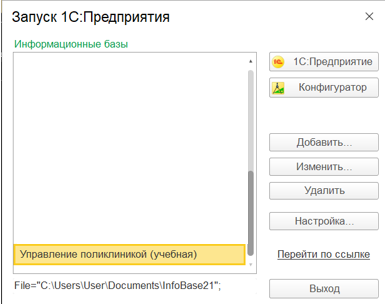 Запуск 1С:Предприятия
Информационные базы
1С:Предприятие
Конфигуратор
Добавить...
Изменить...
Удалить
Настройка...
Управление поликлиникой (учебная)
Перейти по ссылке
File="C:\Users\User\Documents\InfoBase21";
Выход